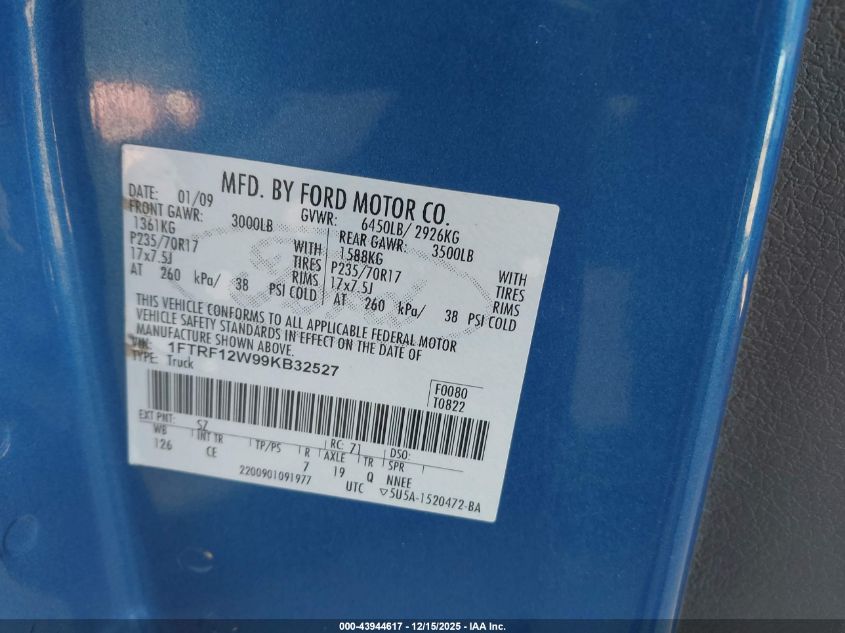 MFD. BY FORD MOTOR CO.
DATE: 01/09
GVWR: 6450LB/ 2926KG
FRONT GAWR: 3000LB
1361KG WITH
P235/70R17 TIRES
17x7.5J RIMS
AT 260 kPa/ 38 PSI COLD
REAR GAWR: 3500LB
1588KG WITH
P235/70R17 TIRES
17x7.5J RIMS
AT 260 kPa/ 38 PSI COLD
Ford
THIS VEHICLE CONFORMS TO ALL APPLICABLE FEDERAL MOTOR
VEHICLE SAFETY STANDARDS IN EFFECT ON THE DATE OF
MANUFACTURE SHOWN ABOVE.
VIN: 1FTRF12W99KB32527
TYPE: Truck
F0080
T0822
EXT PNT: SZ RC: 71 DSO:
WB INT TR TP/PS R AXLE TR SPR
126 CE 7 19 Q NNEE
2200901091977 UTC ▽5U5A-1520472-BA
000-43944617 - 12/15/2025 - IAA Inc.